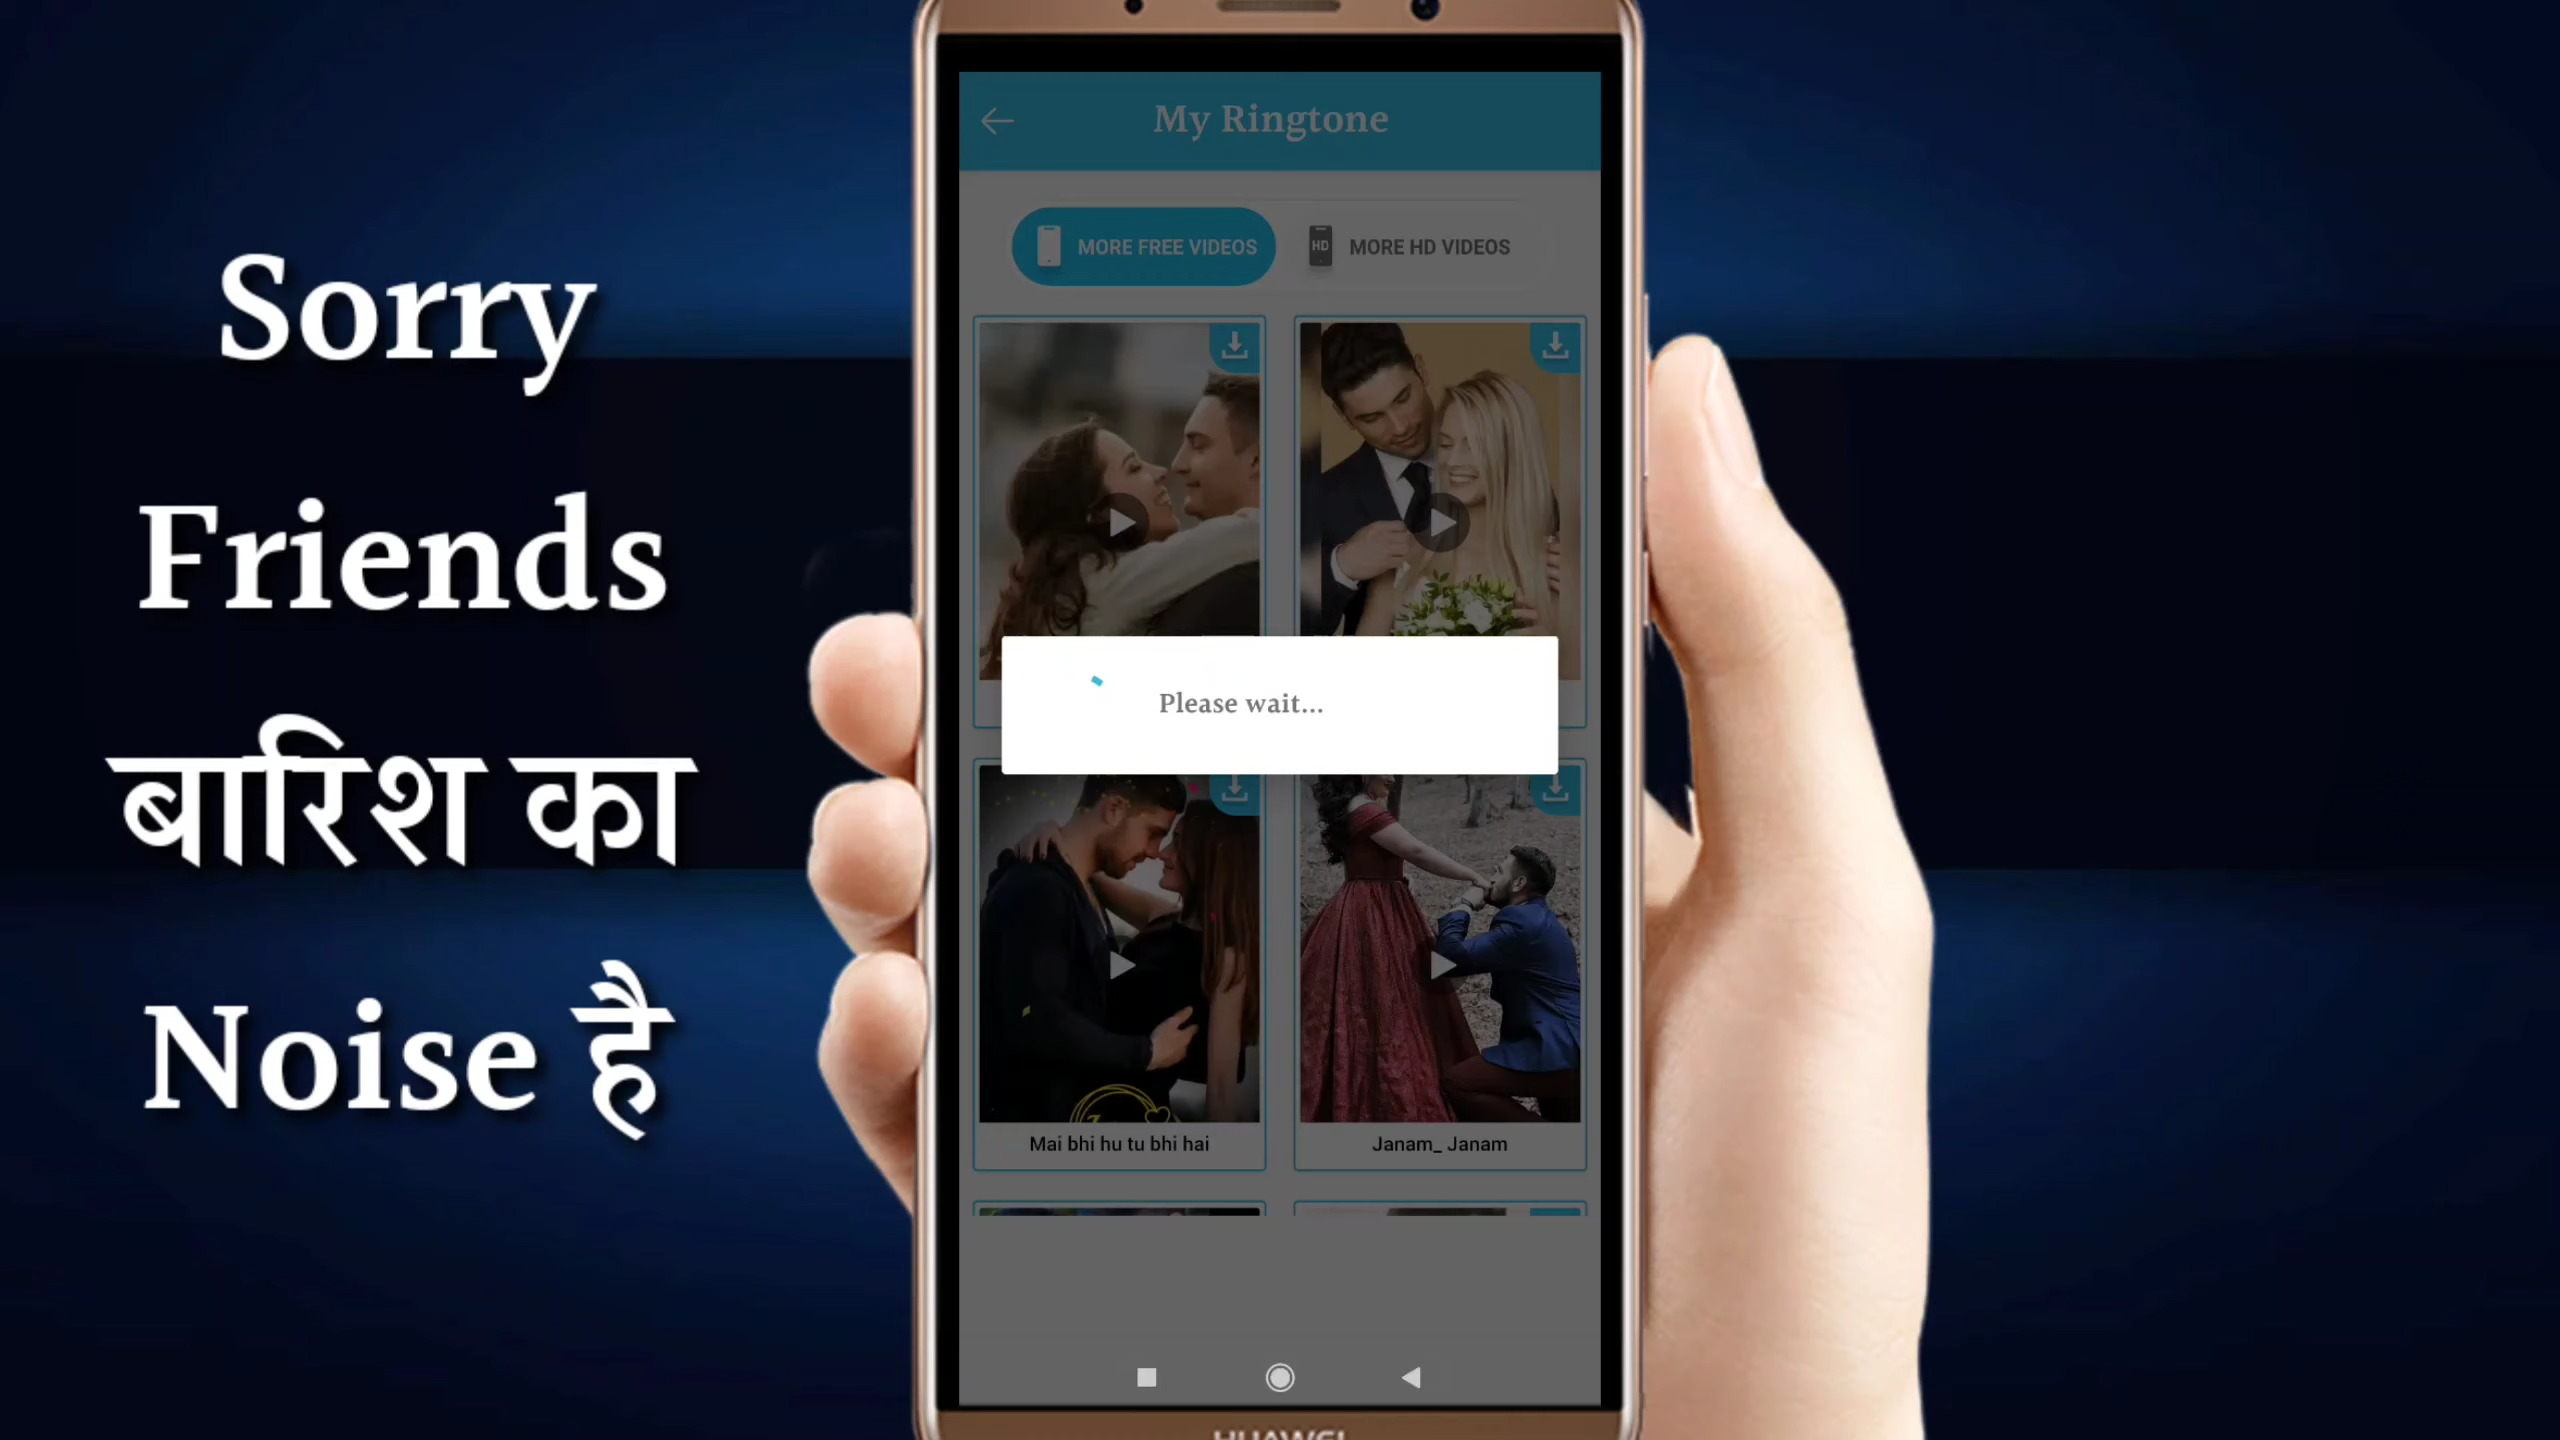 Sorry
Friends
बारिश का
Noise है
My Ringtone
MORE FREE VIDEOS
HD
MORE HD VIDEOS
Please wait...
Mai bhi hu tu bhi hai
Janam_ Janam
HUAWEI